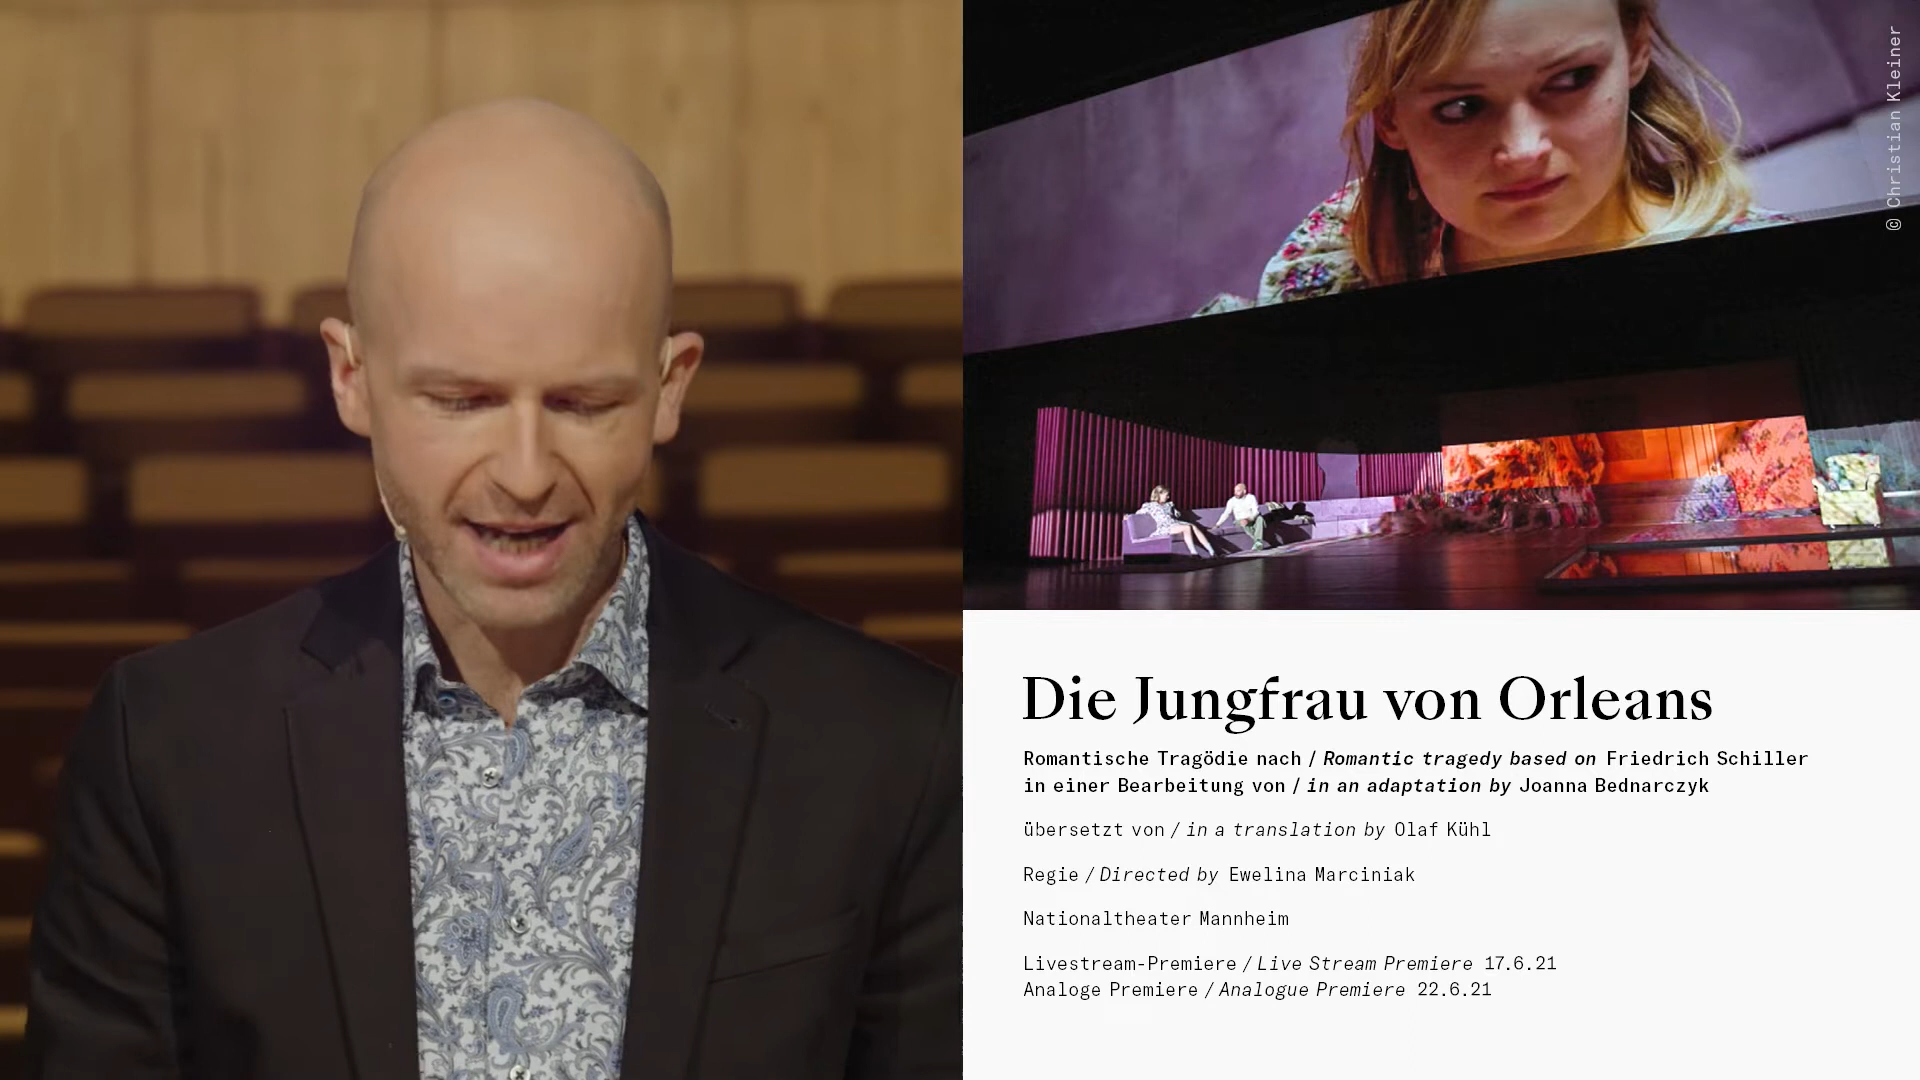 © Christian Kleiner
Die Jungfrau von Orleans
Romantische Tragödie nach / Romantic tragedy based on Friedrich Schiller
in einer Bearbeitung von / in an adaptation by Joanna Bednarczyk
übersetzt von / in a translation by Olaf Kühl
Regie / Directed by Ewelina Marciniak
Nationaltheater Mannheim
Livestream-Premiere / Live Stream Premiere 17.6.21
Analoge Premiere / Analogue Premiere 22.6.21